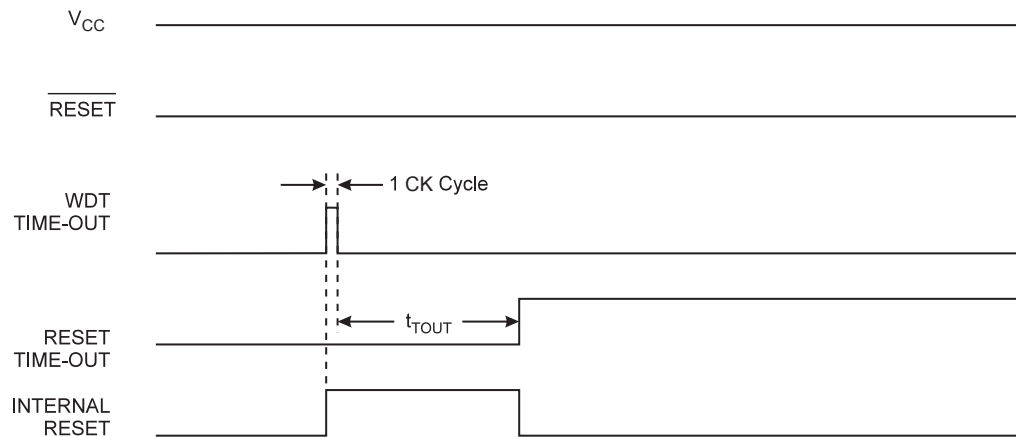 VCC
RESET
1 CK Cycle
WDT
TIME-OUT
tTOUT
RESET
TIME-OUT
INTERNAL
RESET